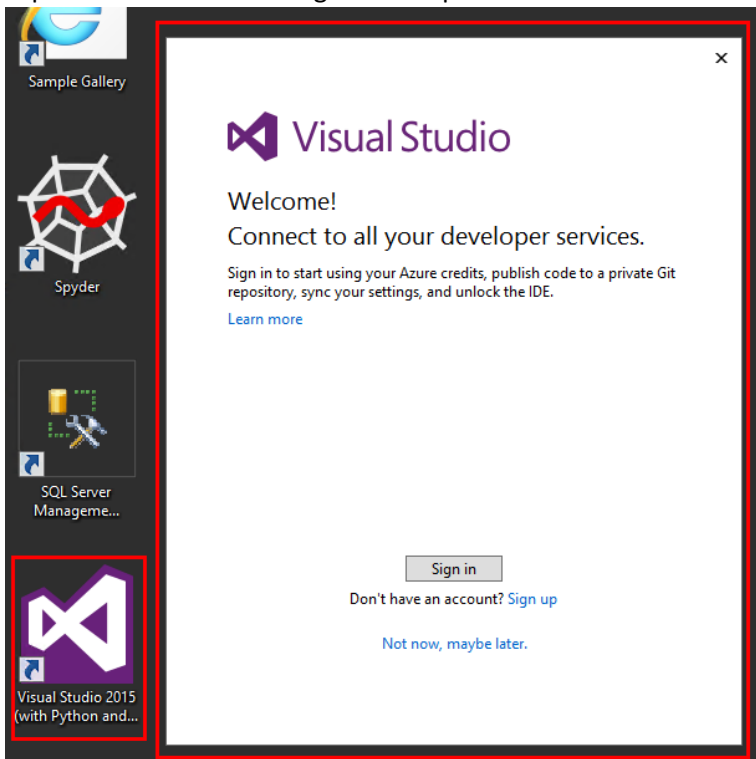 Sample Gallery
Spyder
SQL Server
Manageme...
Visual Studio 2015
(with Python and...
x
Visual Studio
Welcome!
Connect to all your developer services.
Sign in to start using your Azure credits, publish code to a private Git
repository, sync your settings, and unlock the IDE.
Learn more
Sign in
Don't have an account? Sign up
Not now, maybe later.